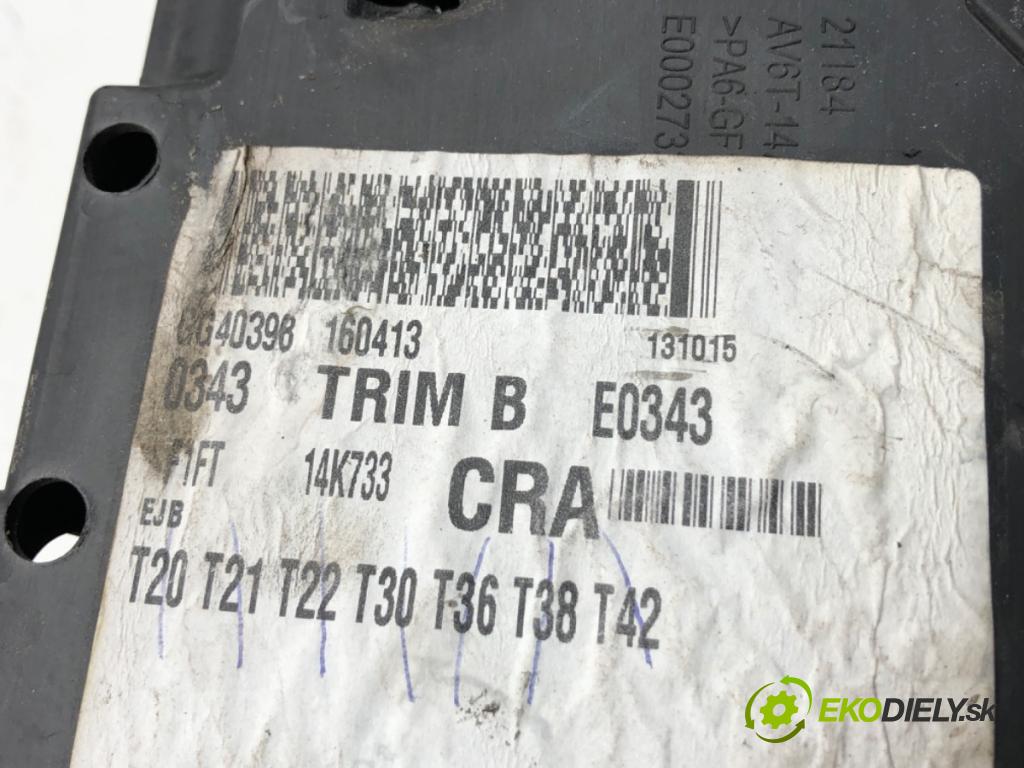 21184
AV6T-14
>PA6-GF
E000273
CG40398 160413 131015
0343 TRIM B E0343
F1FT 14K733 CRA
EJB
T20 T21 T22 T30 T36 T38 T42
EKODIELY.sk